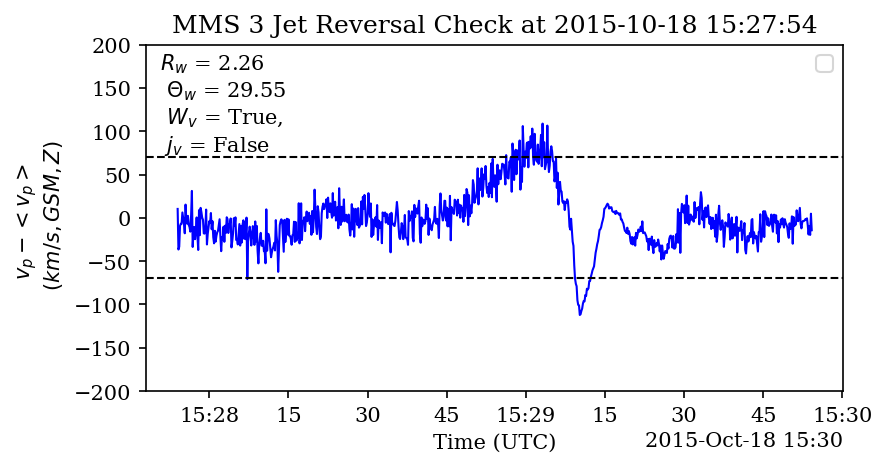 MMS 3 Jet Reversal Check at 2015-10-18 15:27:54
R_w = 2.26
Θ_w = 29.55
W_v = True,
j_v = False
v_p − < v_p >
(km/s, GSM, Z)
200
150
100
50
0
−50
−100
−150
−200
15:28 15 30 45 15:29 15 30 45 15:30
Time (UTC) 2015-Oct-18 15:30